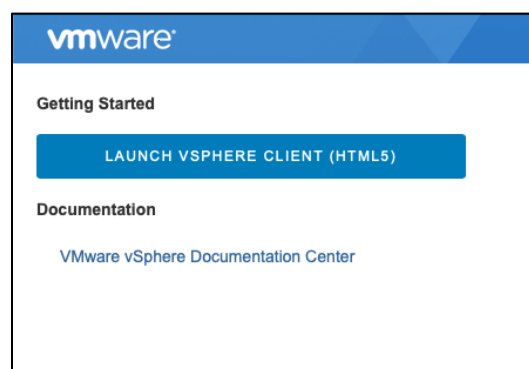 vmware®
Getting Started
LAUNCH VSPHERE CLIENT (HTML5)
Documentation
VMware vSphere Documentation Center